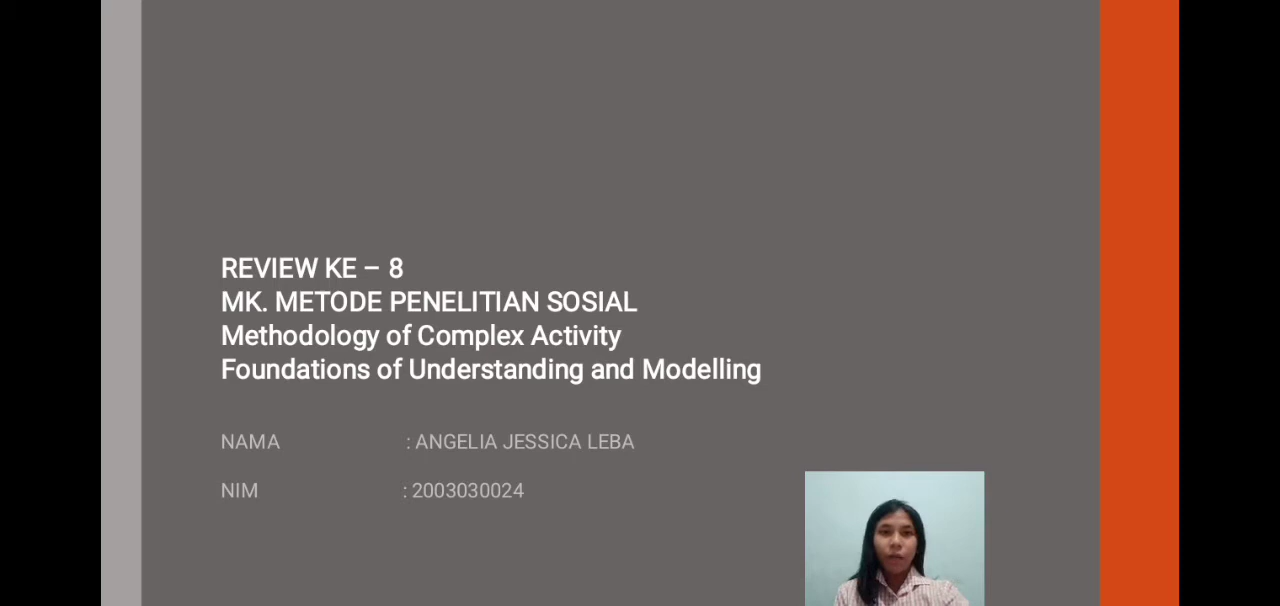 REVIEW KE – 8
MK. METODE PENELITIAN SOSIAL
Methodology of Complex Activity
Foundations of Understanding and Modelling
NAMA : ANGELIA JESSICA LEBA
NIM : 2003030024